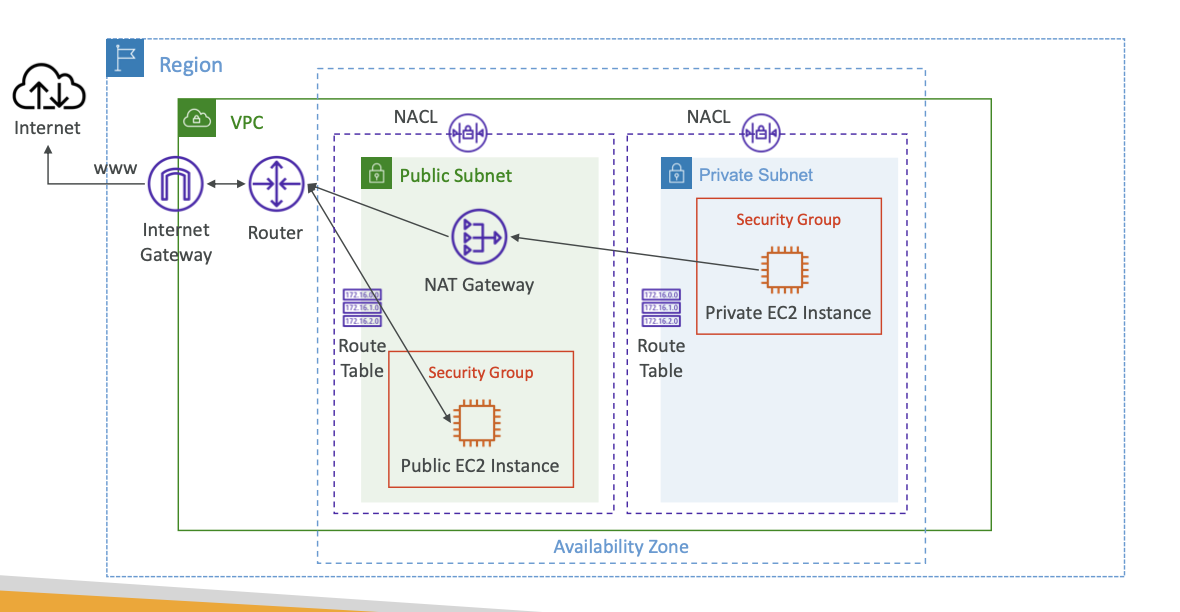 Region
Internet
VPC
NACL
NACL
www
Public Subnet
Private Subnet
Security Group
Internet
Gateway
Router
NAT Gateway
Private EC2 Instance
172.16.0.0
172.16.1.0
172.16.2.0
172.16.0.0
172.16.1.0
172.16.2.0
Route
Table
Route
Table
Security Group
Public EC2 Instance
Availability Zone